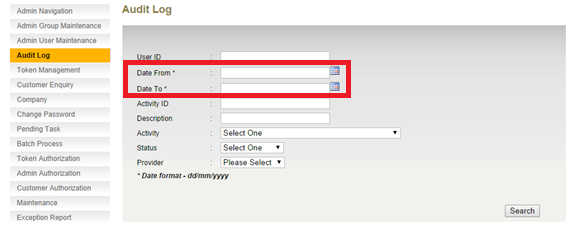 Admin Navigation
Admin Group Maintenance
Admin User Maintenance
Audit Log
Token Management
Customer Enquiry
Company
Change Password
Pending Task
Batch Process
Token Authorization
Admin Authorization
Customer Authorization
Maintenance
Exception Report
Audit Log
User ID :
Date From * :
Date To * :
Activity ID :
Description :
Activity : Select One
Status : Select One
Provider : Please Select
* Date format - dd/mm/yyyy
Search